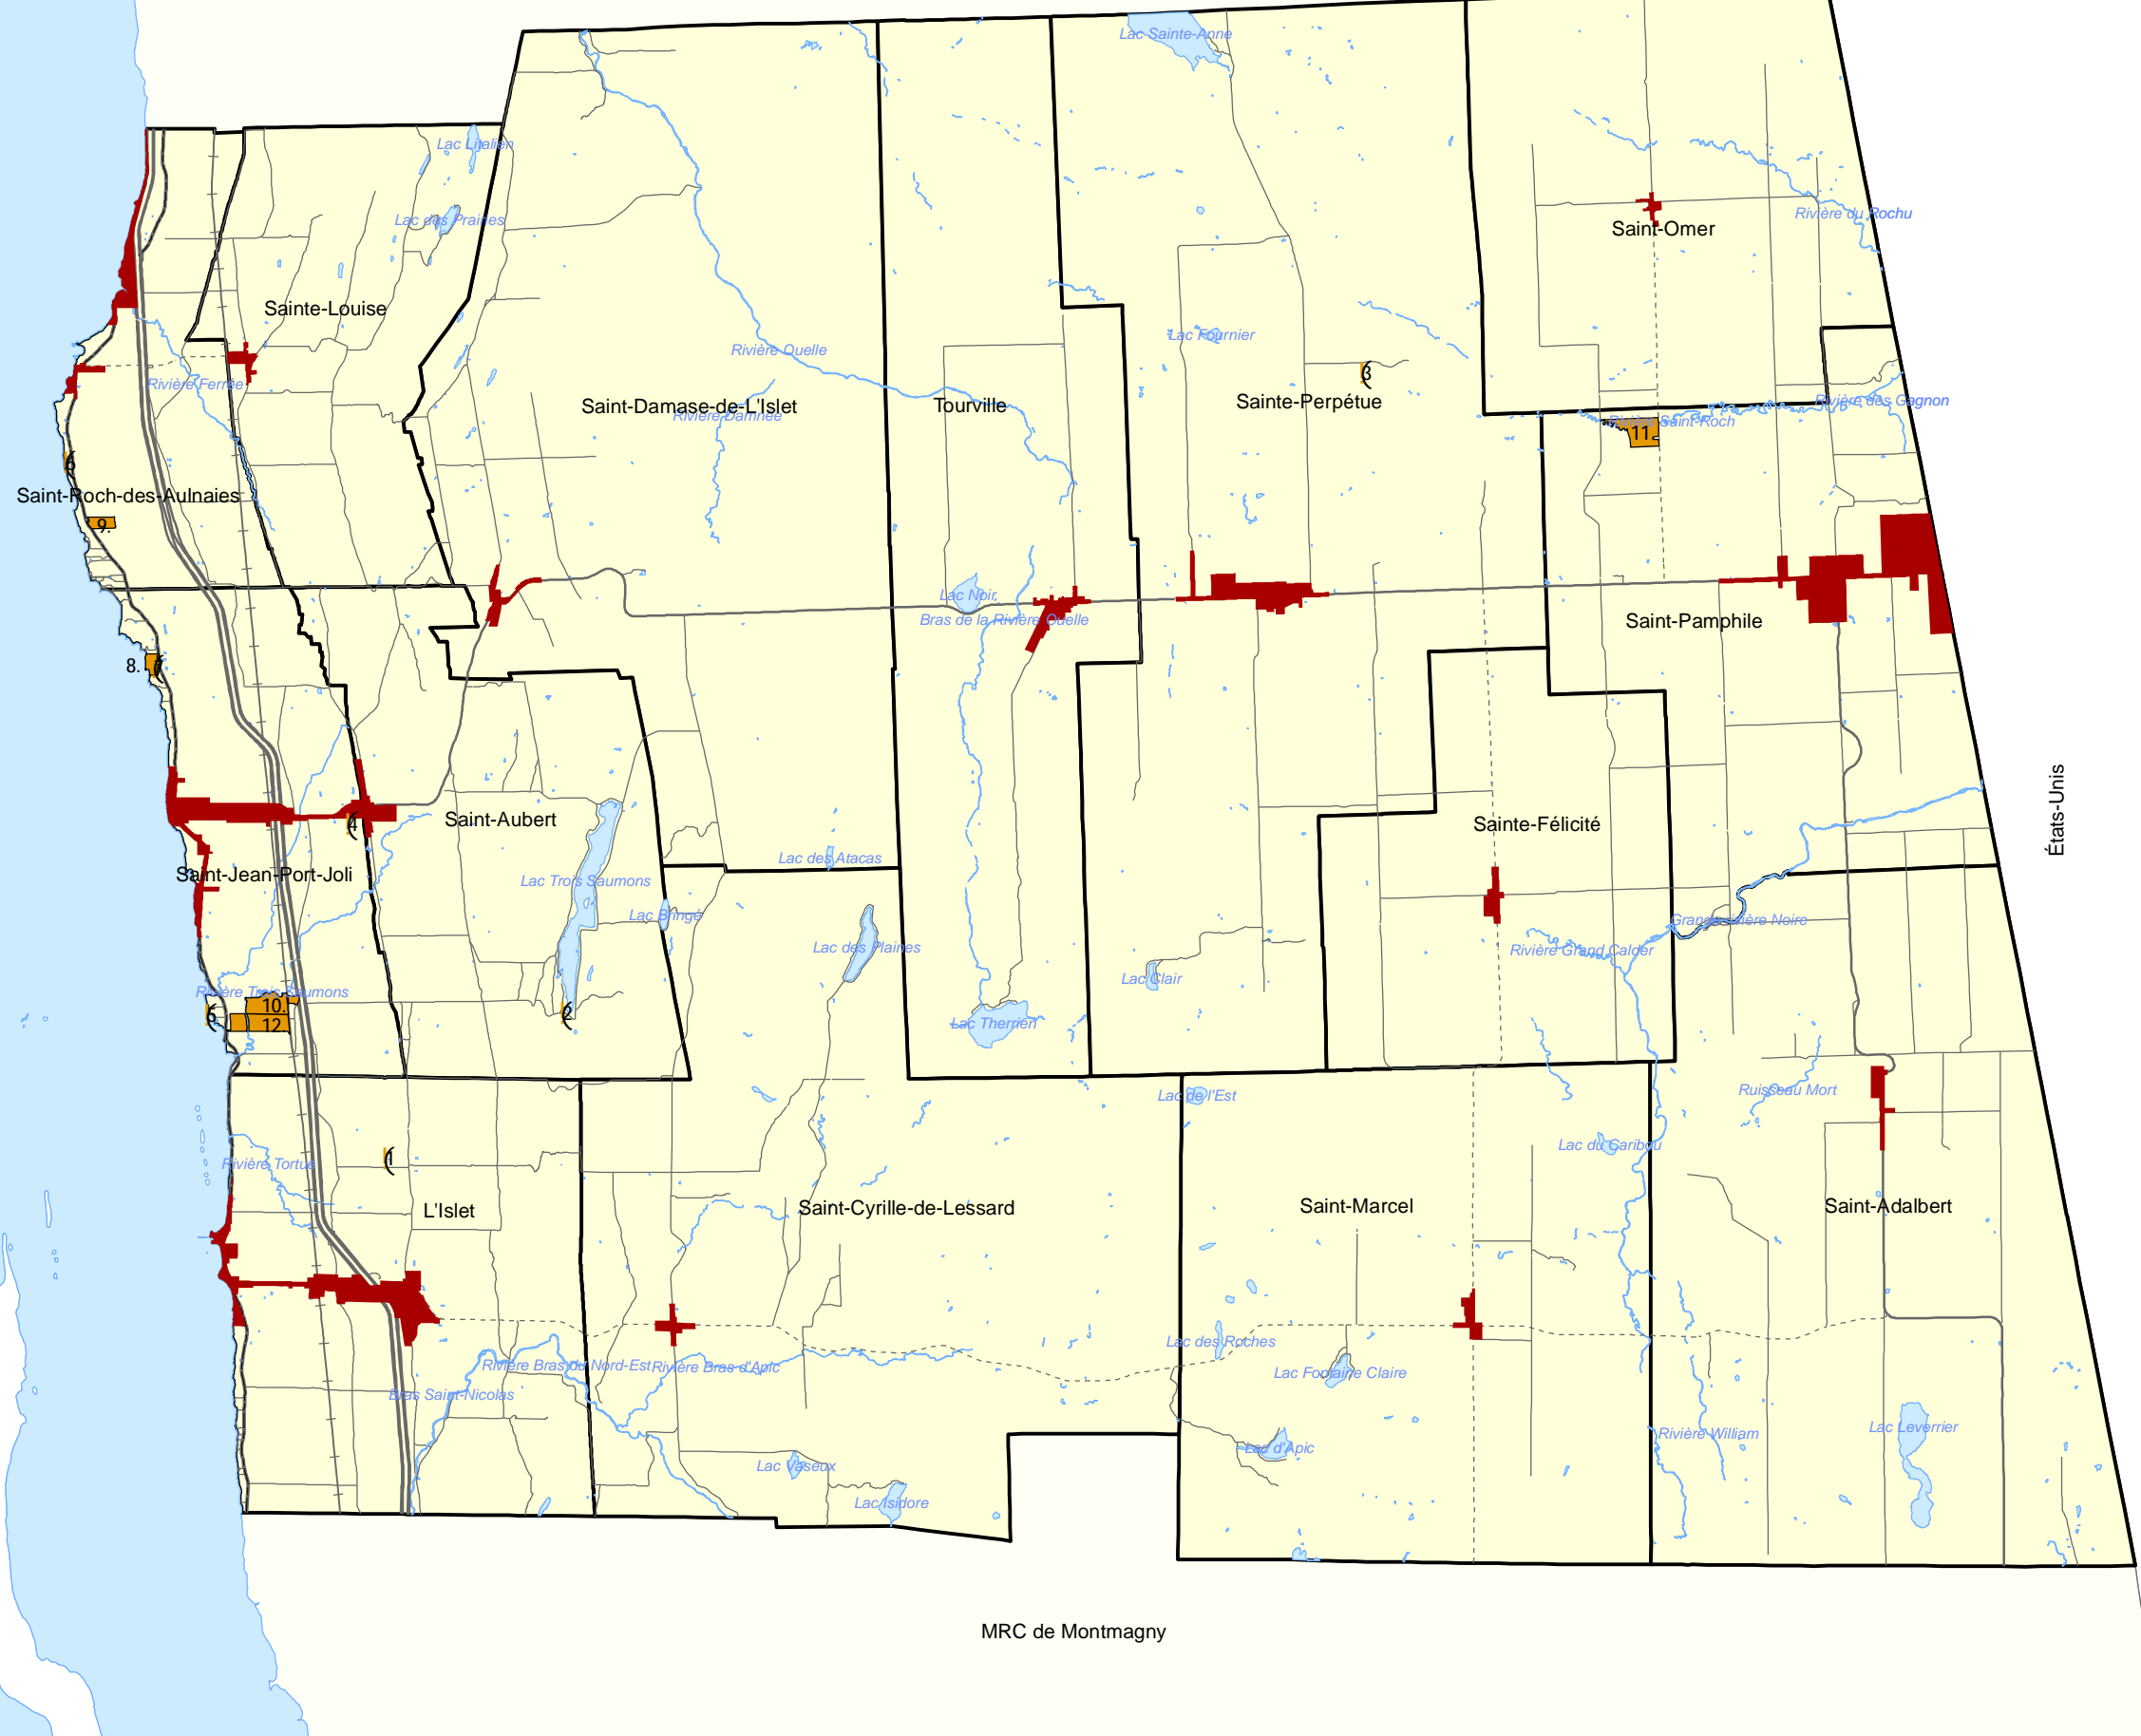 Lac Sainte-Anne
Lac Litalien
Lac des Praines
Rivière du Rochu
Saint-Omer
Sainte-Louise
Lac Fournier
Rivière Ouelle
3
Rivière Ferrée
Saint-Damase-de-L'Islet
Tourville
Sainte-Perpétue
Rivière des Gagnon
Rivière Damnée
Rivière Saint-Roch
11.
6
Saint-Roch-des-Aulnaies
9.
Lac Noir
Bras de la Rivière Ouelle
Saint-Pamphile
8.
7
États-Unis
Saint-Aubert
4
Sainte-Félicité
Lac des Atacas
Saint-Jean-Port-Joli
Lac Trois Saumons
Lac Bringé
Grande rivière Noire
Lac des Plaines
Rivière Grand Calder
Lac Clair
Rivière Trois Saumons
10.
2
12.
Lac Therrien
Ruisseau Mort
Lac de l'Est
Lac du Caribou
1
Rivière Tortue
L'Islet
Saint-Cyrille-de-Lessard
Saint-Marcel
Saint-Adalbert
Lac des Roches
Rivière Bras du Nord-Est
Rivière Bras d'Apic
Lac Fontaine Claire
Bras Saint-Nicolas
Lac Leverrier
Rivière William
Lac d'Apic
Lac Vaseux
Lac Isidore
MRC de Montmagny